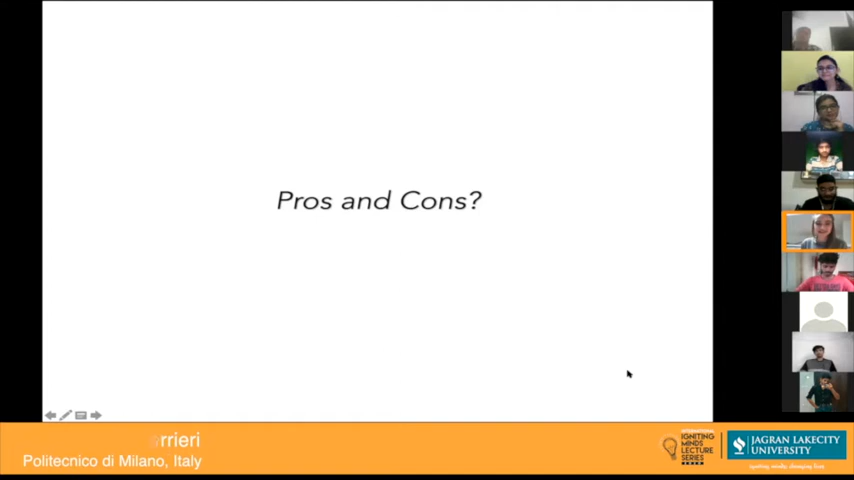 Pros and Cons?
rrieri
Politecnico di Milano, Italy
IGNITING
MINDS
LECTURE
SERIES
JAGRAN LAKECITY
UNIVERSITY